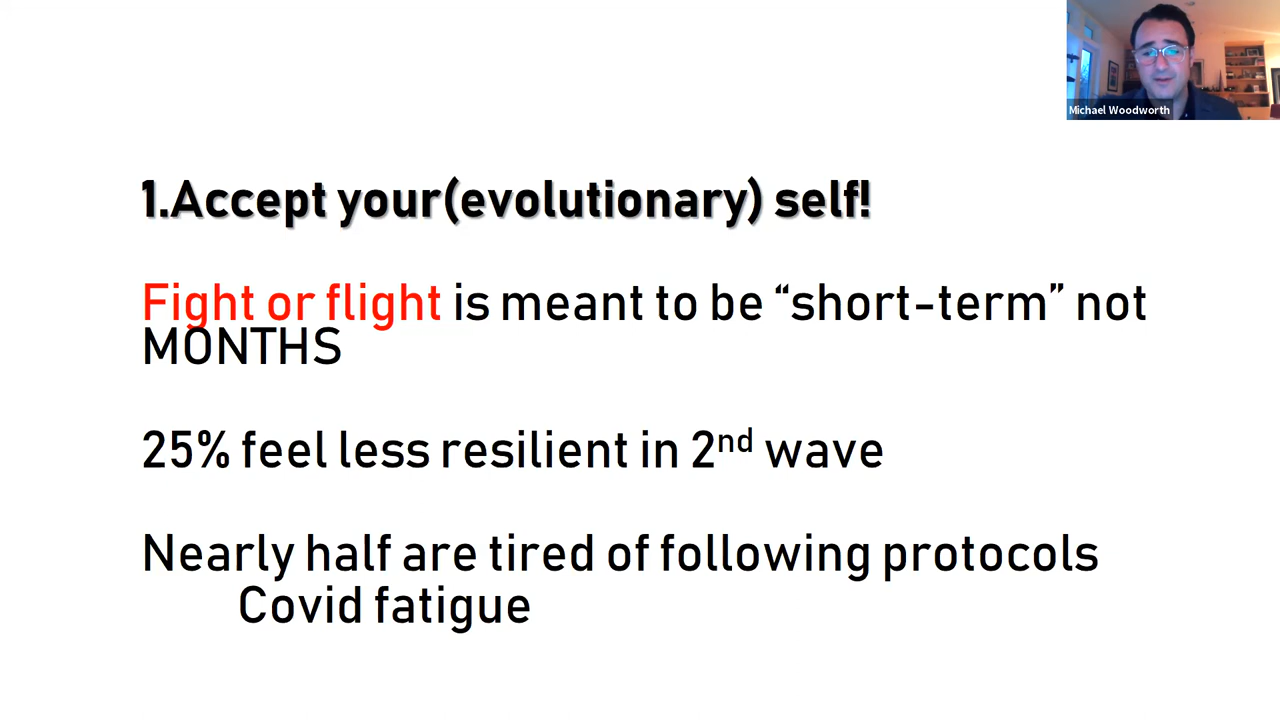 Michael Woodworth
1.Accept your(evolutionary) self!
Fight or flight is meant to be “short-term” not
MONTHS
25% feel less resilient in 2nd wave
Nearly half are tired of following protocols
Covid fatigue